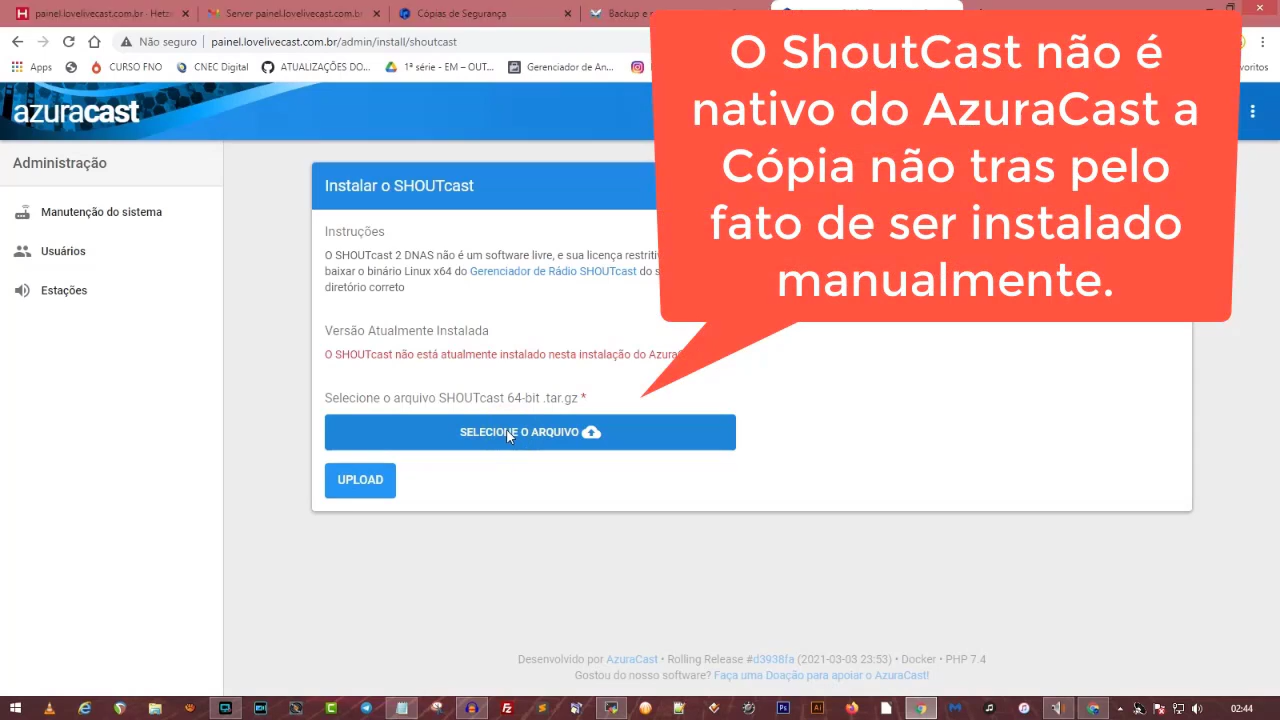 painel.lovelivecast.com.br - Hetz
Server painel.lovelivecast.com.br
Cópias de Segurança
Backup e
Não seguro
painel.lovelivecast.com.br/admin/install/shoutcast
Apps
CURSO FNO
CNEC Digital
ATUALIZAÇÕES DO...
1ª série - EM – OUT...
Gerenciador de An...
O ShoutCast não é
nativo do AzuraCast a
Cópia não tras pelo
fato de ser instalado
manualmente.
azuracast
Administração
Manutenção do sistema
Usuários
Estações
Instalar o SHOUTcast
Instruções
O SHOUTcast 2 DNAS não é um software livre, e sua licença restriti
baixar o binário Linux x64 do Gerenciador de Rádio SHOUTcast do s
diretório correto
Versão Atualmente Instalada
O SHOUTcast não está atualmente instalado nesta instalação do Azura
Selecione o arquivo SHOUTcast 64-bit .tar.gz *
SELECIONE O ARQUIVO
UPLOAD
Desenvolvido por AzuraCast • Rolling Release #d3938fa (2021-03-03 23:53) • Docker • PHP 7.4
Gostou do nosso software? Faça uma Doação para apoiar o AzuraCast!
02:44